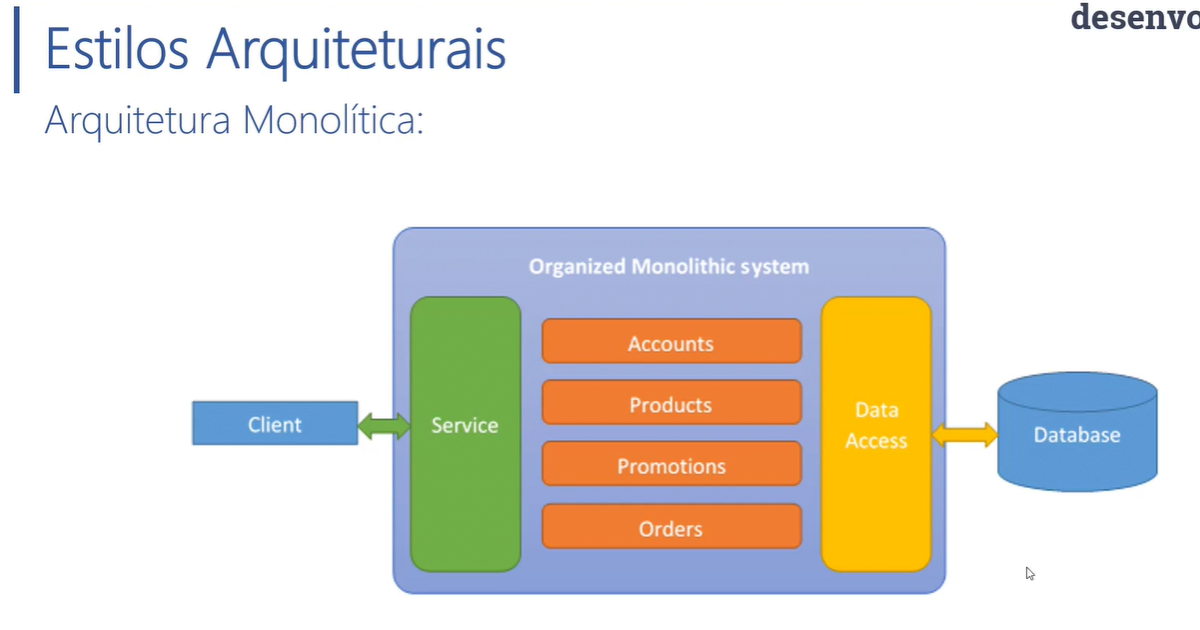 desenvo
Estilos Arquiteturais
Arquitetura Monolítica:
Organized Monolithic system
Accounts
Products
Promotions
Orders
Client
Service
Data
Access
Database